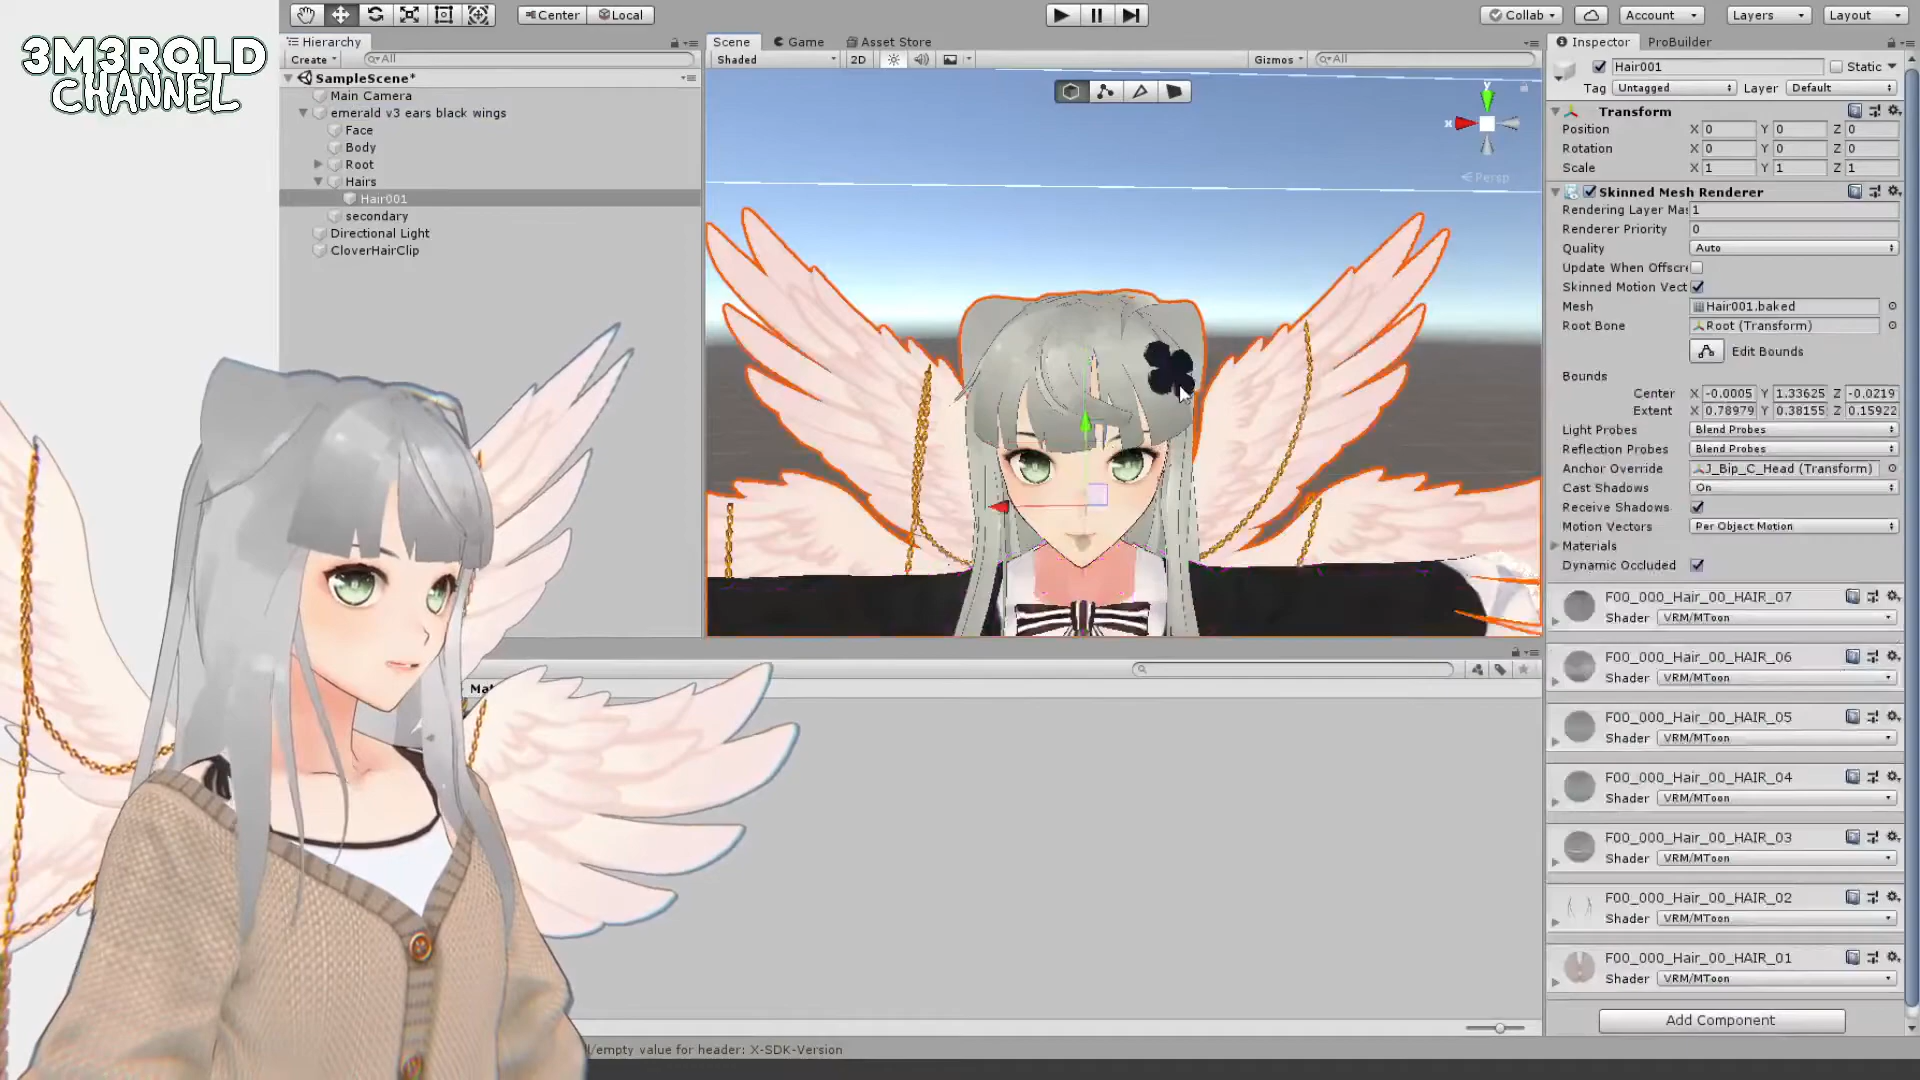 3M3RQLD
CHANNEL
Center
Local
Collab
Account
Layers
Layout
Hierarchy
Create
All
SampleScene*
Main Camera
emerald v3 ears black wings
Face
Body
Root
Hairs
Hair001
secondary
Directional Light
CloverHairClip
Scene
Game
Asset Store
Shaded
2D
Gizmos
All
y
x
Persp
Mat
Inspector
ProBuilder
Hair001
Static
Tag Untagged
Layer Default
Transform
Position X 0 Y 0 Z 0
Rotation X 0 Y 0 Z 0
Scale X 1 Y 1 Z 1
Skinned Mesh Renderer
Rendering Layer Mas 1
Renderer Priority 0
Quality Auto
Update When Offscre
Skinned Motion Vect
Mesh Hair001.baked
Root Bone Root (Transform)
Edit Bounds
Bounds
Center X -0.0005 Y 1.33625 Z -0.0219
Extent X 0.78979 Y 0.38155 Z 0.15922
Light Probes Blend Probes
Reflection Probes Blend Probes
Anchor Override J_Bip_C_Head (Transform)
Cast Shadows On
Receive Shadows
Motion Vectors Per Object Motion
Materials
Dynamic Occluded
F00_000_Hair_00_HAIR_07
Shader VRM/MToon
F00_000_Hair_00_HAIR_06
Shader VRM/MToon
F00_000_Hair_00_HAIR_05
Shader VRM/MToon
F00_000_Hair_00_HAIR_04
Shader VRM/MToon
F00_000_Hair_00_HAIR_03
Shader VRM/MToon
F00_000_Hair_00_HAIR_02
Shader VRM/MToon
F00_000_Hair_00_HAIR_01
Shader VRM/MToon
Add Component
l/empty value for header: X-SDK-Version